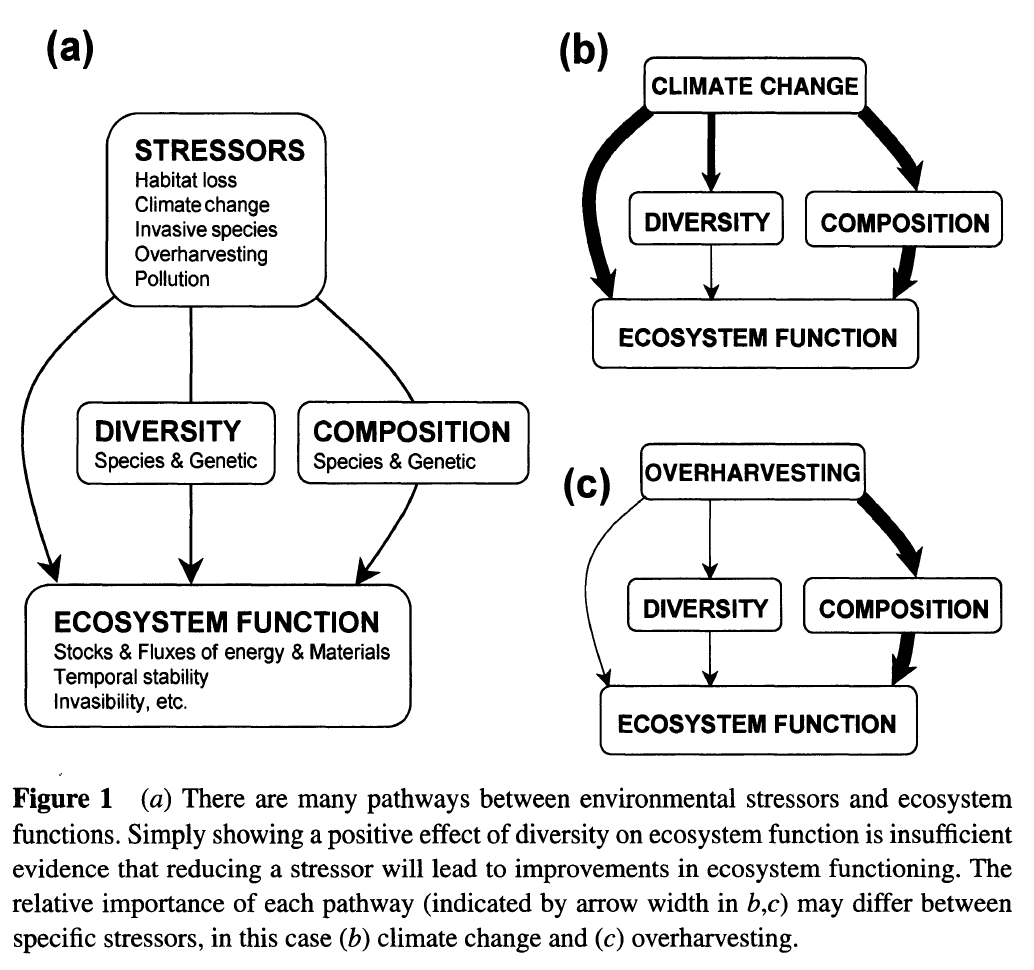 (a)
STRESSORS
Habitat loss
Climate change
Invasive species
Overharvesting
Pollution
DIVERSITY
Species & Genetic
COMPOSITION
Species & Genetic
ECOSYSTEM FUNCTION
Stocks & Fluxes of energy & Materials
Temporal stability
Invasibility, etc.
(b)
CLIMATE CHANGE
DIVERSITY
COMPOSITION
ECOSYSTEM FUNCTION
(c)
OVERHARVESTING
DIVERSITY
COMPOSITION
ECOSYSTEM FUNCTION
Figure 1 (a) There are many pathways between environmental stressors and ecosystem
functions. Simply showing a positive effect of diversity on ecosystem function is insufficient
evidence that reducing a stressor will lead to improvements in ecosystem functioning. The
relative importance of each pathway (indicated by arrow width in b,c) may differ between
specific stressors, in this case (b) climate change and (c) overharvesting.